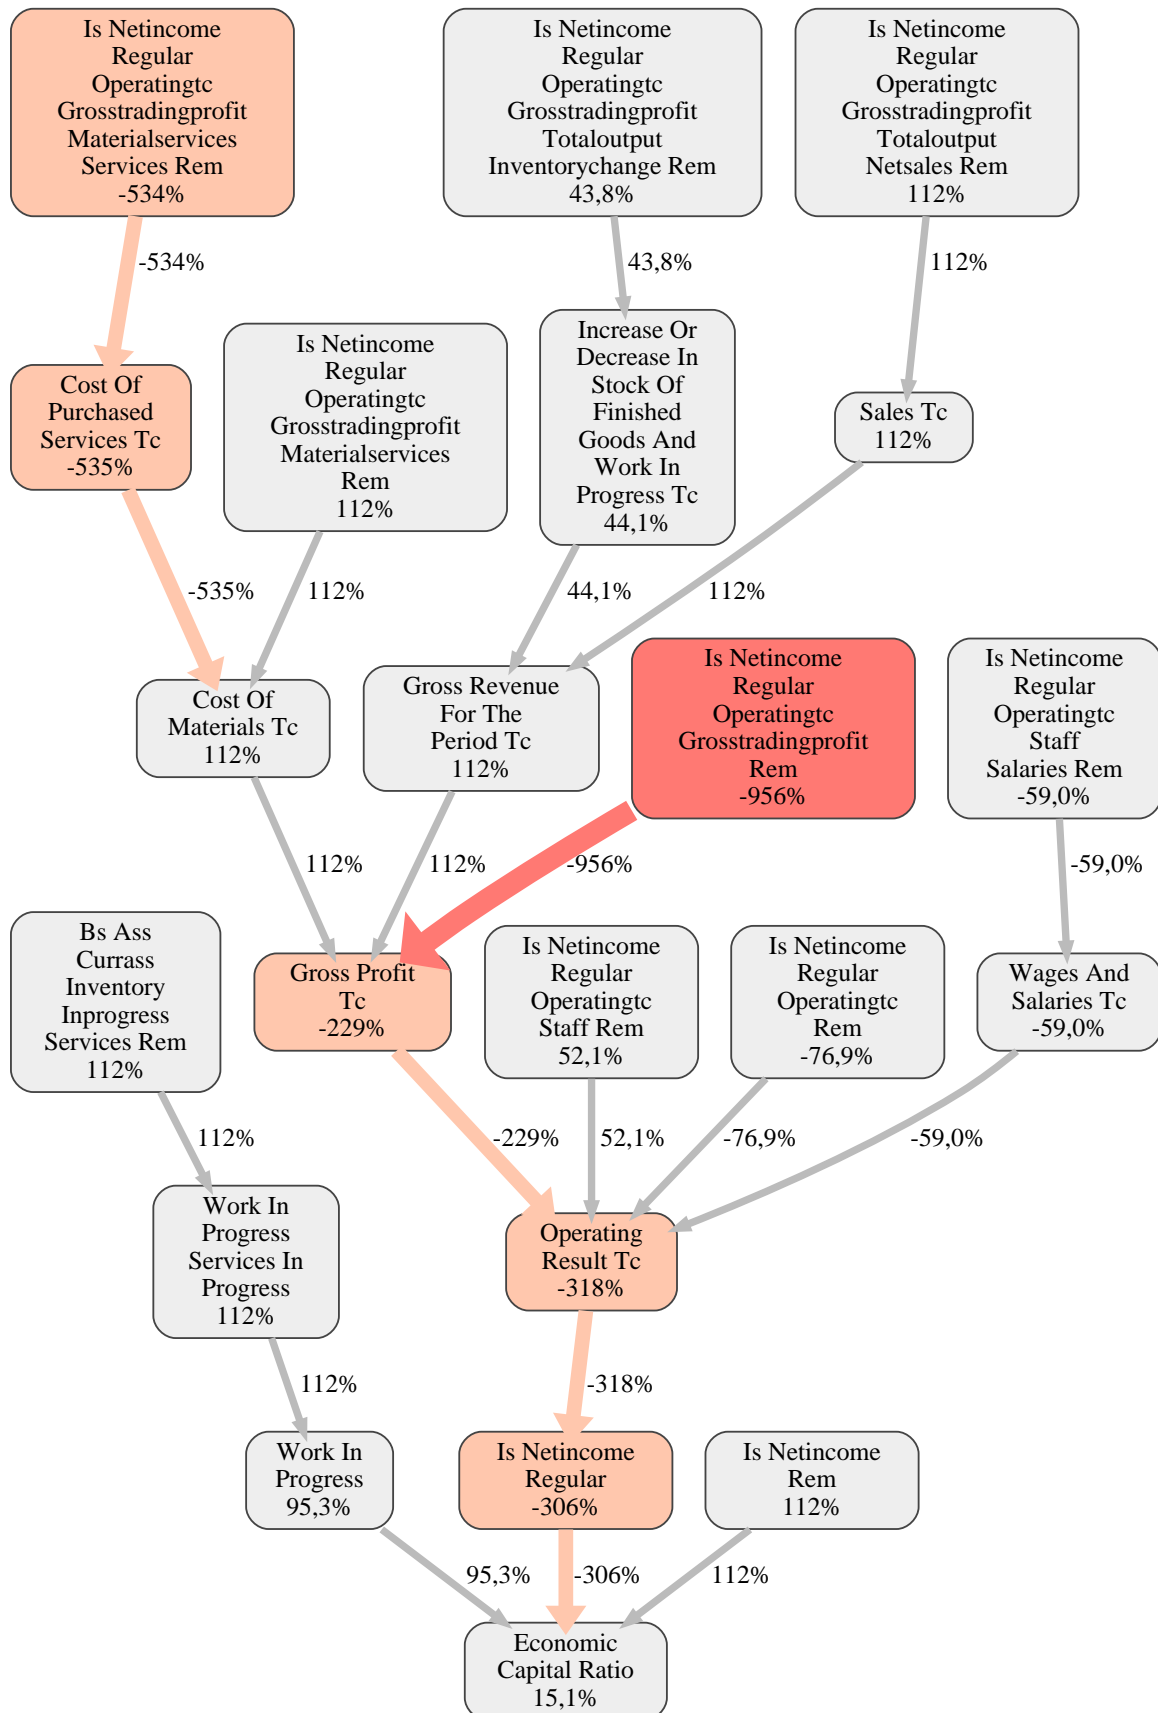 Is Netincome
Regular
Operatingtc
Grosstradingprofit
Materialservices
Services Rem
-534%
Is Netincome
Regular
Operatingtc
Grosstradingprofit
Totaloutput
Inventorychange Rem
43,8%
Is Netincome
Regular
Operatingtc
Grosstradingprofit
Totaloutput
Netsales Rem
112%
-534%
43,8%
112%
Cost Of
Purchased
Services Tc
-535%
Is Netincome
Regular
Operatingtc
Grosstradingprofit
Materialservices
Rem
112%
Increase Or
Decrease In
Stock Of
Finished
Goods And
Work In
Progress Tc
44,1%
Sales Tc
112%
-535%
112%
44,1%
112%
Cost Of
Materials Tc
112%
Gross Revenue
For The
Period Tc
112%
Is Netincome
Regular
Operatingtc
Grosstradingprofit
Rem
-956%
Is Netincome
Regular
Operatingtc
Staff
Salaries Rem
-59,0%
112%
112%
-956%
-59,0%
Bs Ass
Currass
Inventory
Inprogress
Services Rem
112%
Gross Profit
Tc
-229%
Is Netincome
Regular
Operatingtc
Staff Rem
52,1%
Is Netincome
Regular
Operatingtc
Rem
-76,9%
Wages And
Salaries Tc
-59,0%
112%
-229%
52,1%
-76,9%
-59,0%
Work In
Progress
Services In
Progress
112%
Operating
Result Tc
-318%
112%
-318%
Work In
Progress
95,3%
Is Netincome
Regular
-306%
Is Netincome
Rem
112%
95,3%
-306%
112%
Economic
Capital Ratio
15,1%